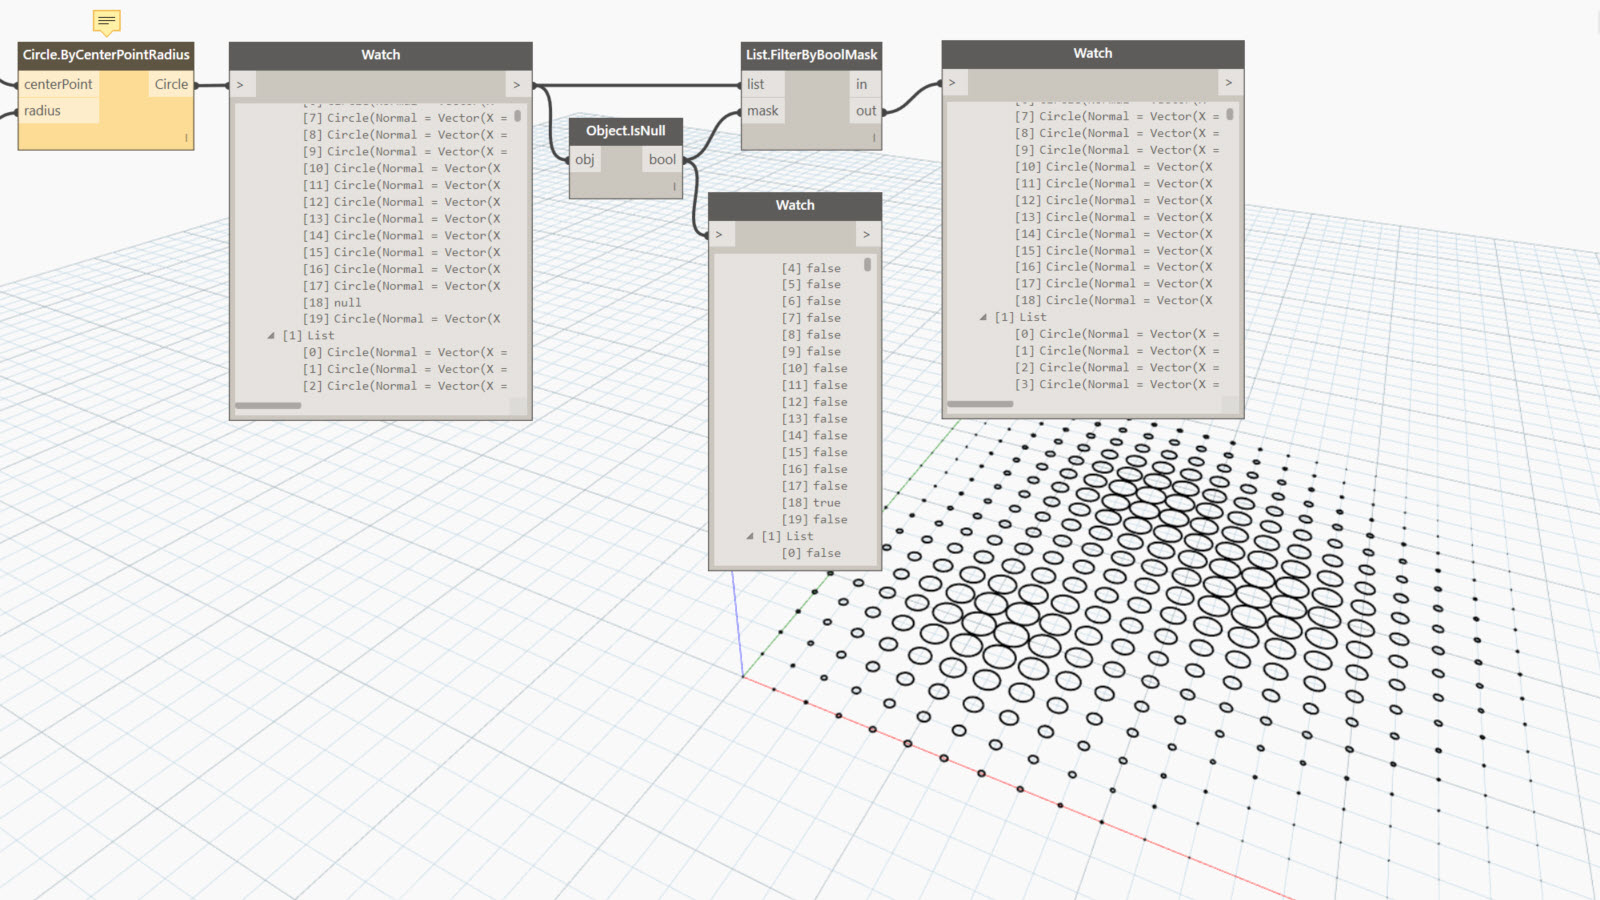 Circle.ByCenterPointRadius
centerPoint
Circle
radius
Watch
>
>
[7] Circle(Normal = Vector(X =
[8] Circle(Normal = Vector(X =
[9] Circle(Normal = Vector(X =
[10] Circle(Normal = Vector(X
[11] Circle(Normal = Vector(X
[12] Circle(Normal = Vector(X
[13] Circle(Normal = Vector(X
[14] Circle(Normal = Vector(X
[15] Circle(Normal = Vector(X
[16] Circle(Normal = Vector(X
[17] Circle(Normal = Vector(X
[18] null
[19] Circle(Normal = Vector(X
[1] List
[0] Circle(Normal = Vector(X =
[1] Circle(Normal = Vector(X =
[2] Circle(Normal = Vector(X =
Object.IsNull
obj
bool
List.FilterByBoolMask
list
in
mask
out
Watch
>
>
[4] false
[5] false
[6] false
[7] false
[8] false
[9] false
[10] false
[11] false
[12] false
[13] false
[14] false
[15] false
[16] false
[17] false
[18] true
[19] false
[1] List
[0] false
Watch
>
>
[7] Circle(Normal = Vector(X =
[8] Circle(Normal = Vector(X =
[9] Circle(Normal = Vector(X =
[10] Circle(Normal = Vector(X
[11] Circle(Normal = Vector(X
[12] Circle(Normal = Vector(X
[13] Circle(Normal = Vector(X
[14] Circle(Normal = Vector(X
[15] Circle(Normal = Vector(X
[16] Circle(Normal = Vector(X
[17] Circle(Normal = Vector(X
[18] Circle(Normal = Vector(X
[1] List
[0] Circle(Normal = Vector(X =
[1] Circle(Normal = Vector(X =
[2] Circle(Normal = Vector(X =
[3] Circle(Normal = Vector(X =